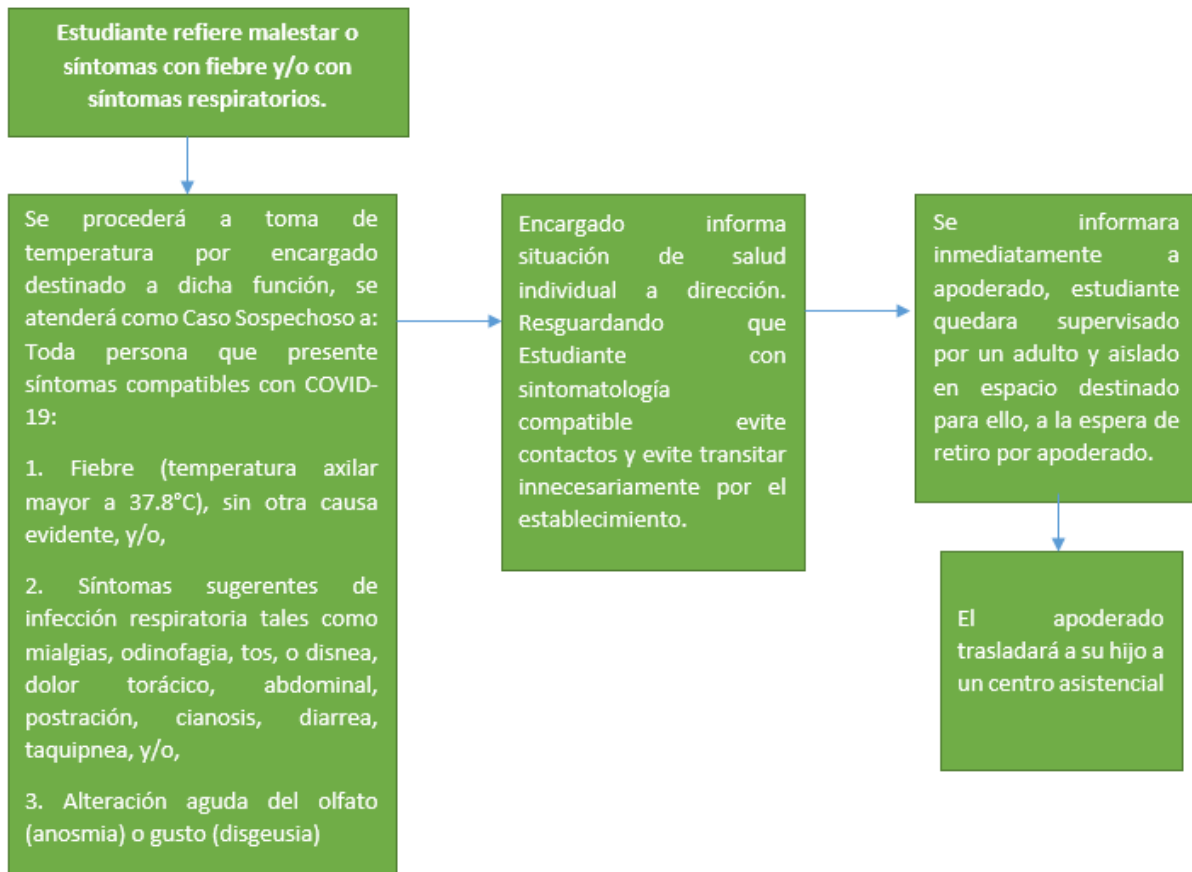 Estudiante refiere malestar o
síntomas con fiebre y/o con
síntomas respiratorios.
Se procederá a toma de
temperatura por encargado
destinado a dicha función, se
atenderá como Caso Sospechoso a:
Toda persona que presente
síntomas compatibles con COVID-
19:
1. Fiebre (temperatura axilar
mayor a 37.8°C), sin otra causa
evidente, y/o,
2. Síntomas sugerentes de
infección respiratoria tales como
mialgias, odinofagia, tos, o disnea,
dolor torácico, abdominal,
postración, cianosis, diarrea,
taquipnea, y/o,
3. Alteración aguda del olfato
(anosmia) o gusto (disgeusia)
Encargado informa
situación de salud
individual a dirección.
Resguardando que
Estudiante con
sintomatología
compatible evite
contactos y evite transitar
innecesariamente por el
establecimiento.
Se informara
inmediatamente a
apoderado, estudiante
quedara supervisado
por un adulto y aislado
en espacio destinado
para ello, a la espera de
retiro por apoderado.
El apoderado
trasladará a su hijo a
un centro asistencial